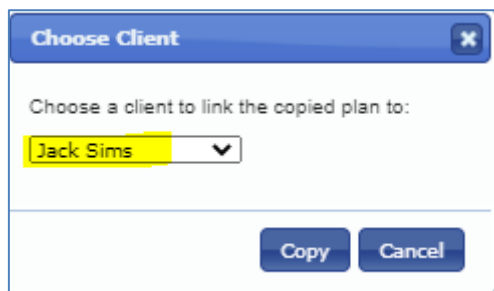 Choose Client
Choose a client to link the copied plan to:
Jack Sims
Copy Cancel